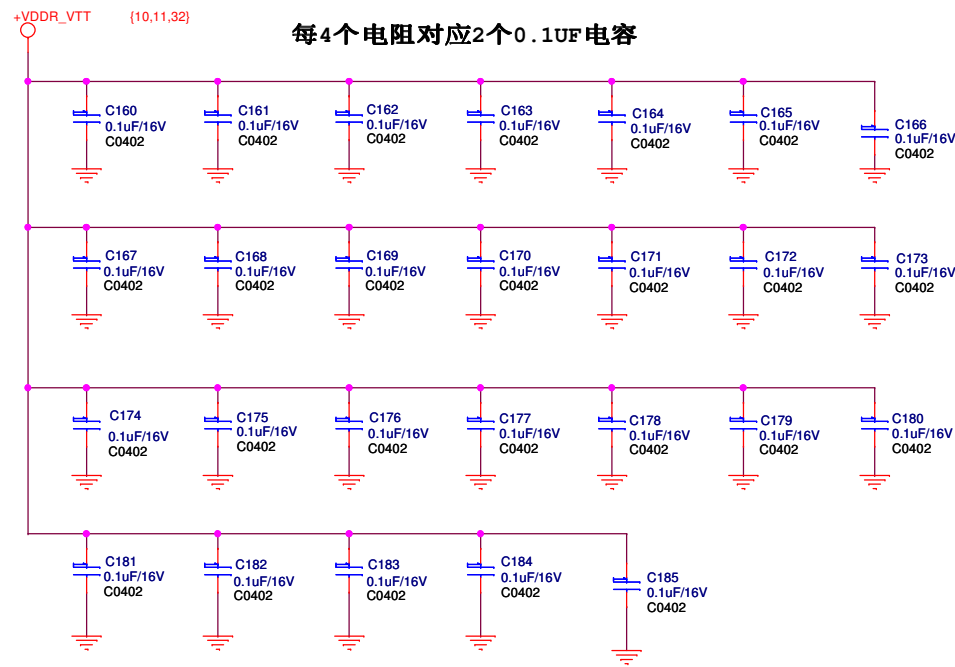 +VDDR_VTT {10,11,32}
每4个电阻对应2个0.1UF电容
C160
0.1uF/16V
C0402
C161
0.1uF/16V
C0402
C162
0.1uF/16V
C0402
C163
0.1uF/16V
C0402
C164
0.1uF/16V
C0402
C165
0.1uF/16V
C0402
C166
0.1uF/16V
C0402
C167
0.1uF/16V
C0402
C168
0.1uF/16V
C0402
C169
0.1uF/16V
C0402
C170
0.1uF/16V
C0402
C171
0.1uF/16V
C0402
C172
0.1uF/16V
C0402
C173
0.1uF/16V
C0402
C174
0.1uF/16V
C0402
C175
0.1uF/16V
C0402
C176
0.1uF/16V
C0402
C177
0.1uF/16V
C0402
C178
0.1uF/16V
C0402
C179
0.1uF/16V
C0402
C180
0.1uF/16V
C0402
C181
0.1uF/16V
C0402
C182
0.1uF/16V
C0402
C183
0.1uF/16V
C0402
C184
0.1uF/16V
C0402
C185
0.1uF/16V
C0402